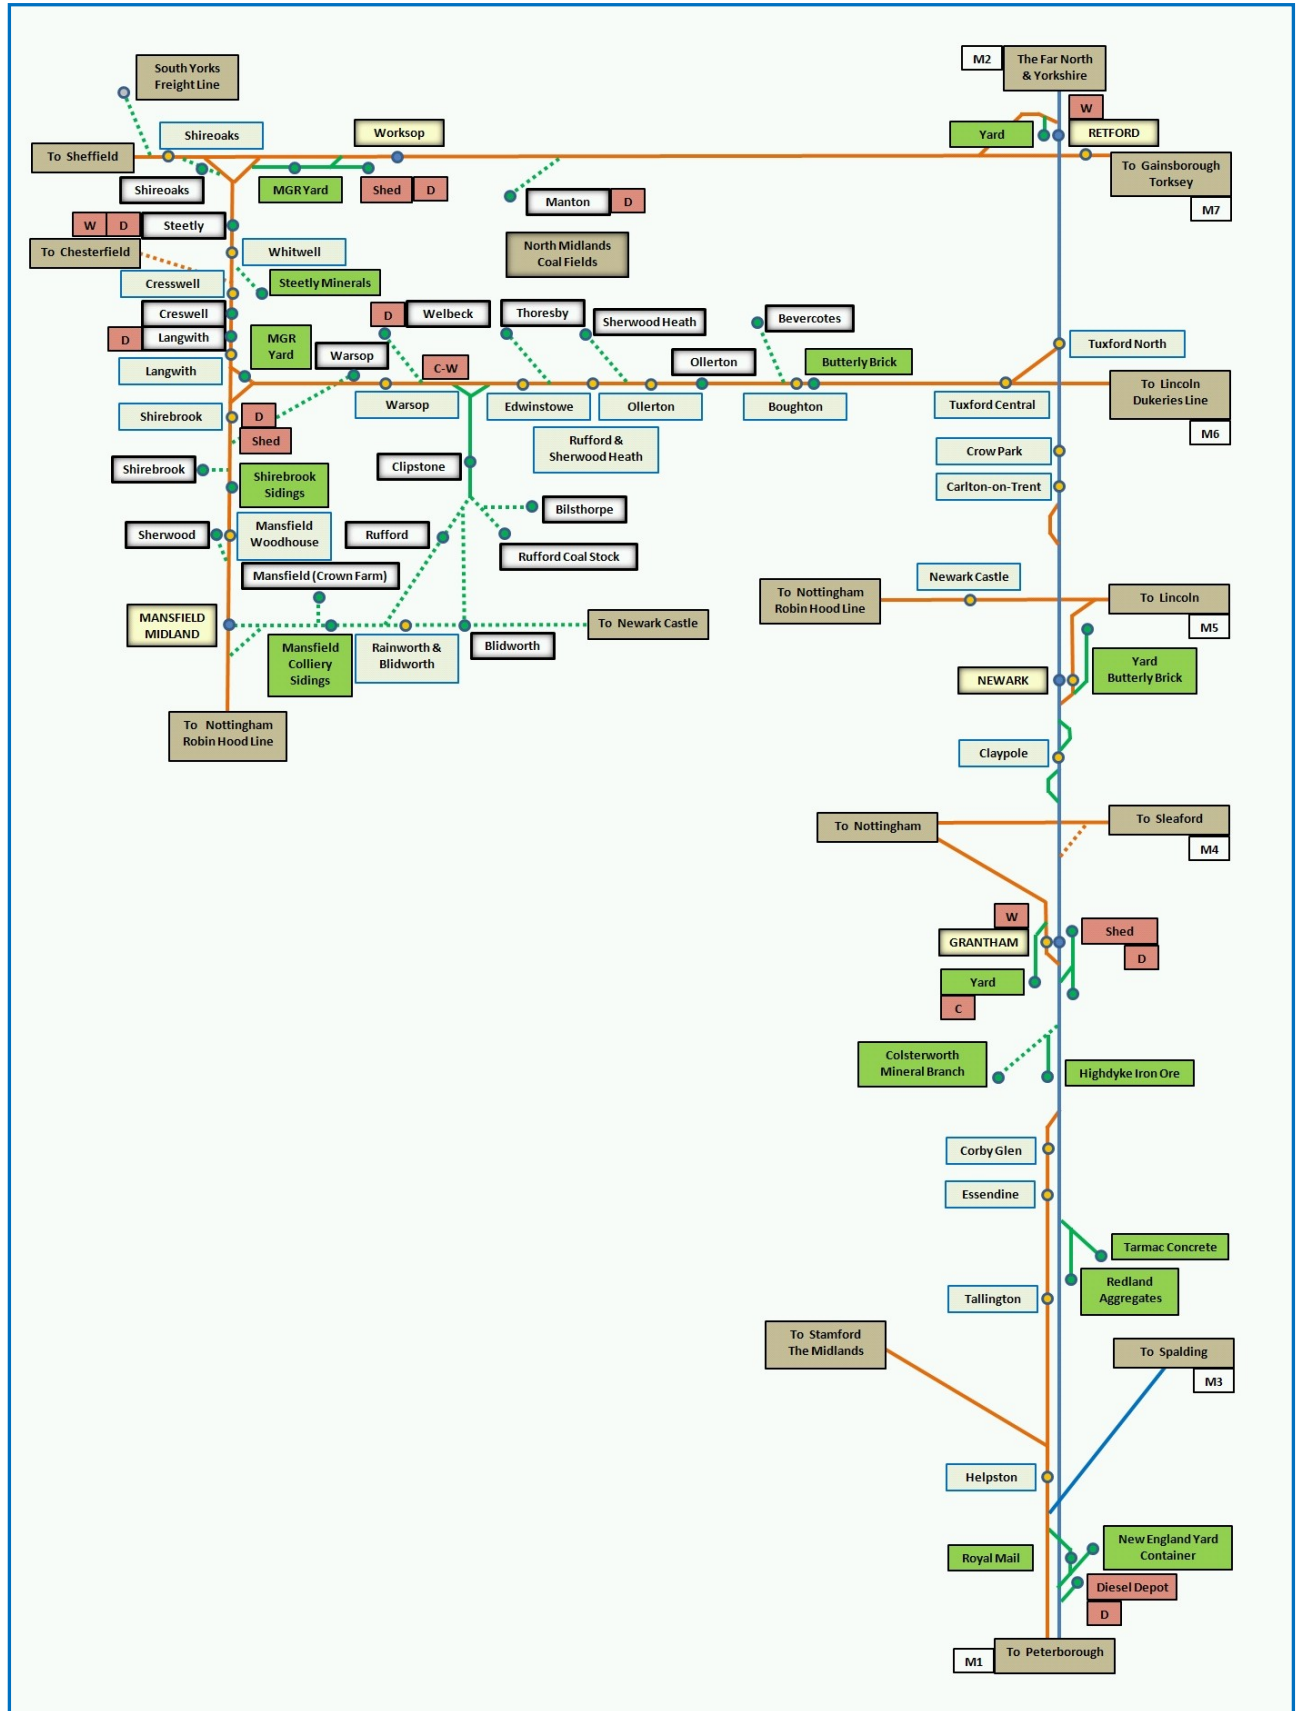 South Yorks
Freight Line
M2
The Far North
& Yorkshire
W
Shireoaks
Worksop
Yard
RETFORD
To Sheffield
To Gainsborough
Torksey
M7
Shireoaks
MGR Yard
Shed
D
Manton
D
W
D
Steetly
North Midlands
Coal Fields
To Chesterfield
Whitwell
Cresswell
Steetly Minerals
Creswell
D
Langwith
MGR
Yard
D
Welbeck
Thoresby
Sherwood Heath
Bevercotes
Tuxford North
Warsop
C-W
Ollerton
Butterly Brick
Langwith
To Lincoln
Dukeries Line
M6
Shirebrook
D
Shed
Warsop
Edwinstowe
Ollerton
Boughton
Tuxford Central
Rufford &
Sherwood Heath
Crow Park
Shirebrook
Shirebrook
Sidings
Clipstone
Carlton-on-Trent
Bilsthorpe
Sherwood
Mansfield
Woodhouse
Rufford
Rufford Coal Stock
Mansfield (Crown Farm)
Newark Castle
To Nottingham
Robin Hood Line
To Lincoln
M5
MANSFIELD
MIDLAND
To Newark Castle
Mansfield
Colliery
Sidings
Rainworth &
Blidworth
Blidworth
Yard
Butterly Brick
NEWARK
To Nottingham
Robin Hood Line
Claypole
To Nottingham
To Sleaford
M4
W
GRANTHAM
Shed
D
Yard
C
Colsterworth
Mineral Branch
Highdyke Iron Ore
Corby Glen
Essendine
Tarmac Concrete
Redland
Aggregates
Tallington
To Stamford
The Midlands
To Spalding
M3
Helpston
Royal Mail
New England Yard
Container
Diesel Depot
D
M1
To Peterborough